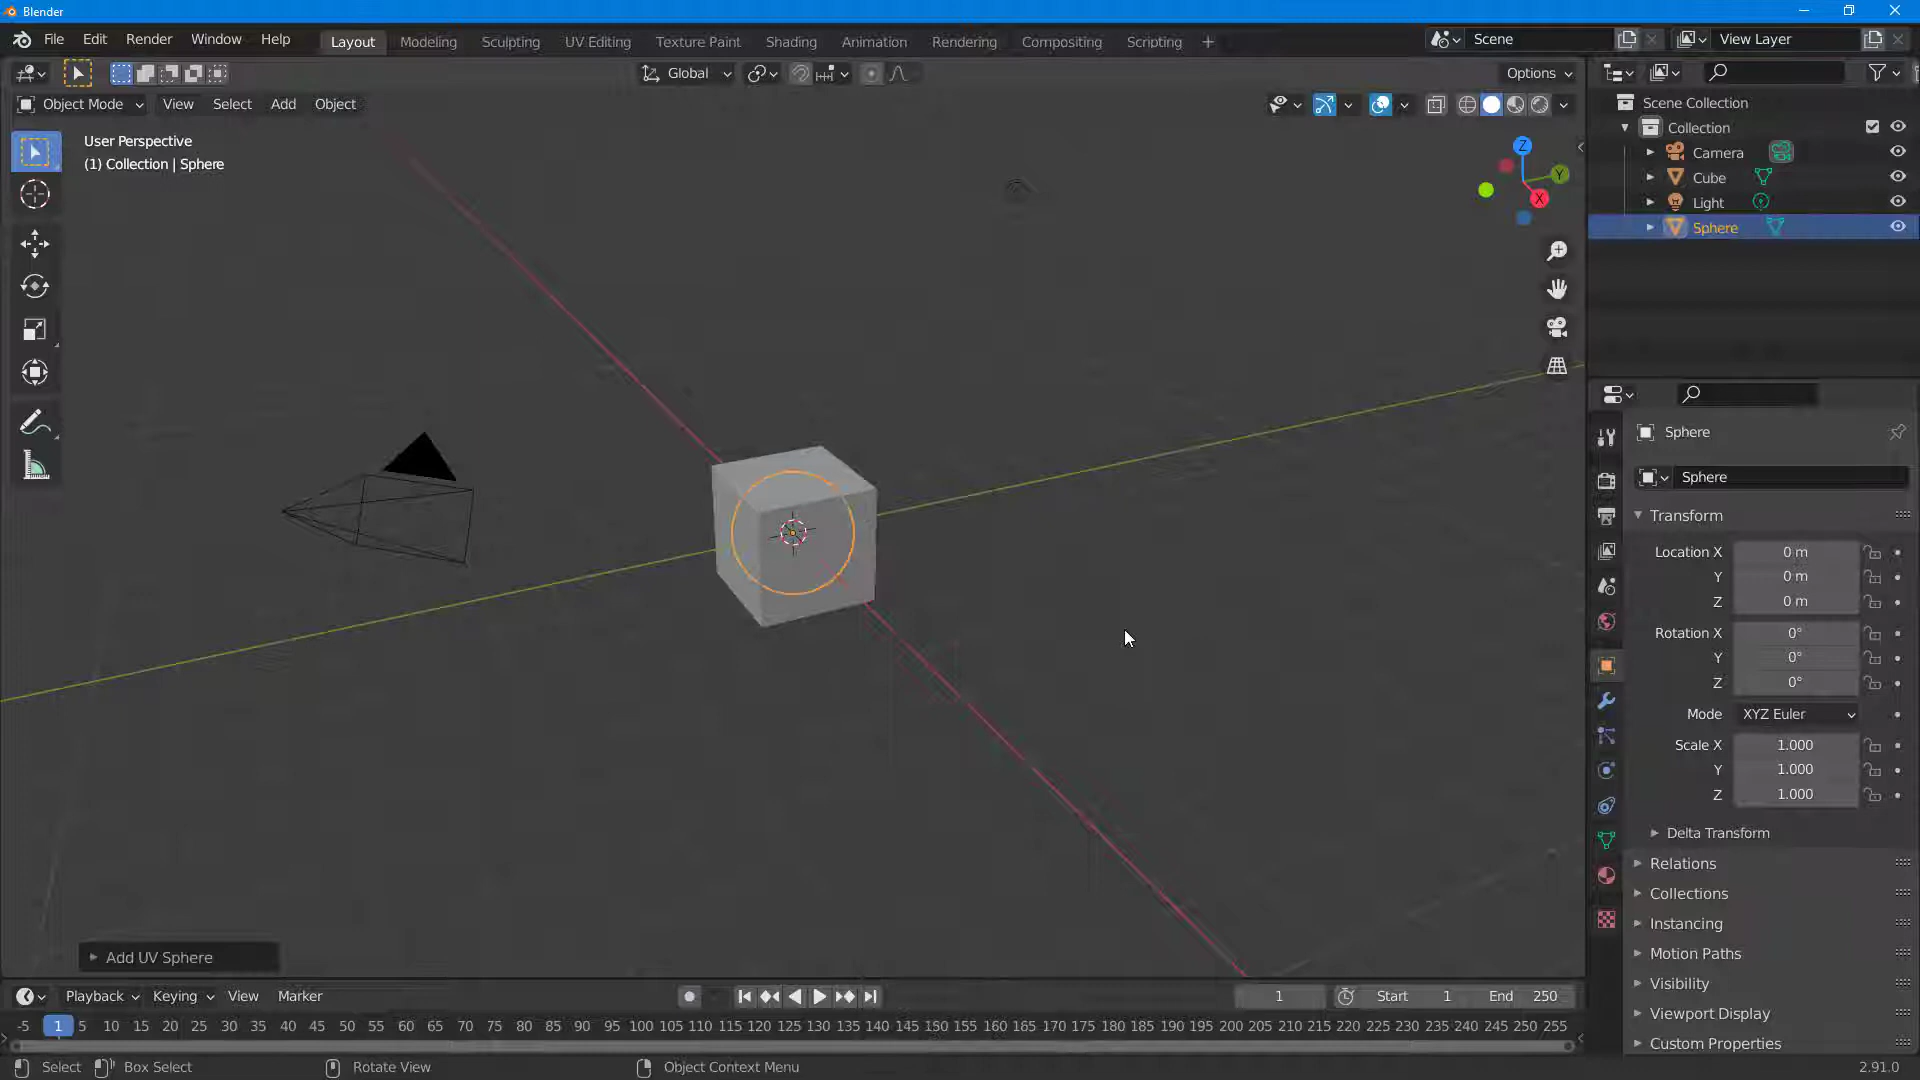 Blender
File Edit Render Window Help Layout Modeling Sculpting UV Editing Texture Paint Shading Animation Rendering Compositing Scripting + Scene View Layer
Global Options
Object Mode View Select Add Object
User Perspective
(1) Collection | Sphere
Z
Y
X
Scene Collection
Collection
Camera
Cube
Light
Sphere
Sphere
Sphere
Transform
Location X 0 m
Y 0 m
Z 0 m
Rotation X 0°
Y 0°
Z 0°
Mode XYZ Euler
Scale X 1.000
Y 1.000
Z 1.000
Delta Transform
Relations
Collections
Instancing
Motion Paths
Visibility
Viewport Display
Custom Properties
Add UV Sphere
Playback Keying View Marker 1 Start 1 End 250
-5 1 5 10 15 20 25 30 35 40 45 50 55 60 65 70 75 80 85 90 95 100 105 110 115 120 125 130 135 140 145 150 155 160 165 170 175 180 185 190 195 200 205 210 215 220 225 230 235 240 245 250 255
Select Box Select Rotate View Object Context Menu 2.91.0